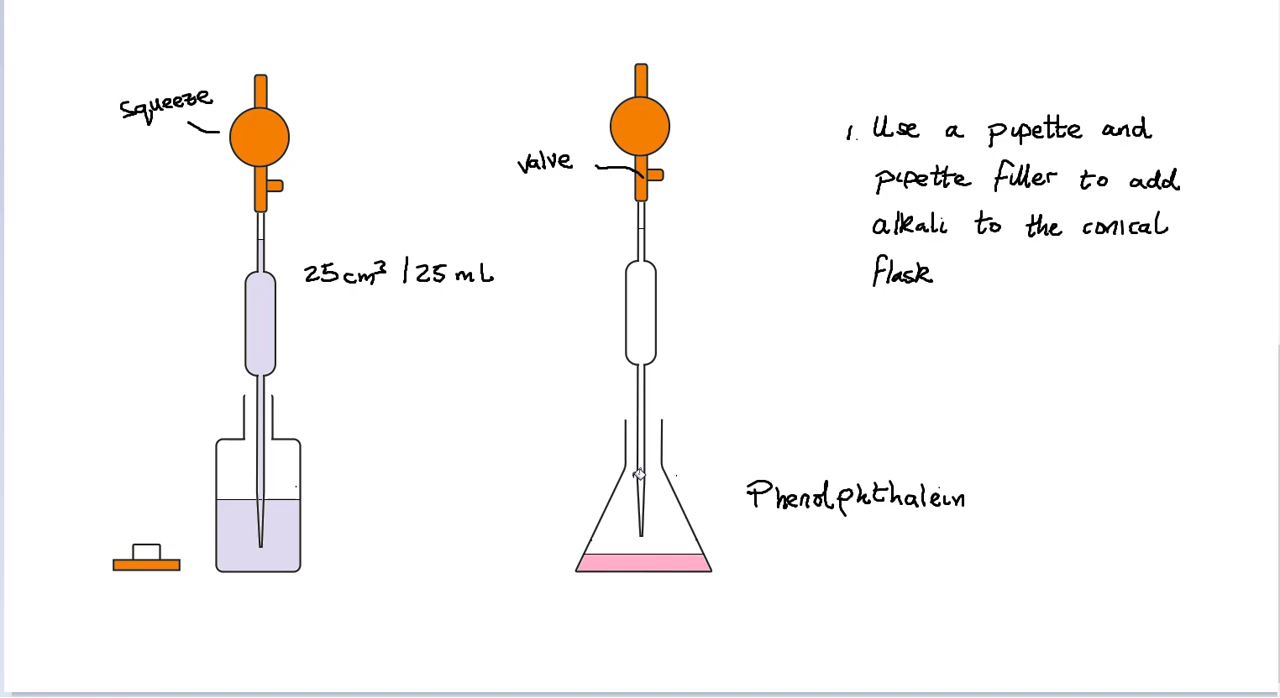 Squeeze
Valve
25cm³ / 25 mL
1. Use a pipette and
pipette filler to add
alkali to the conical
flask
Phenolphthalein